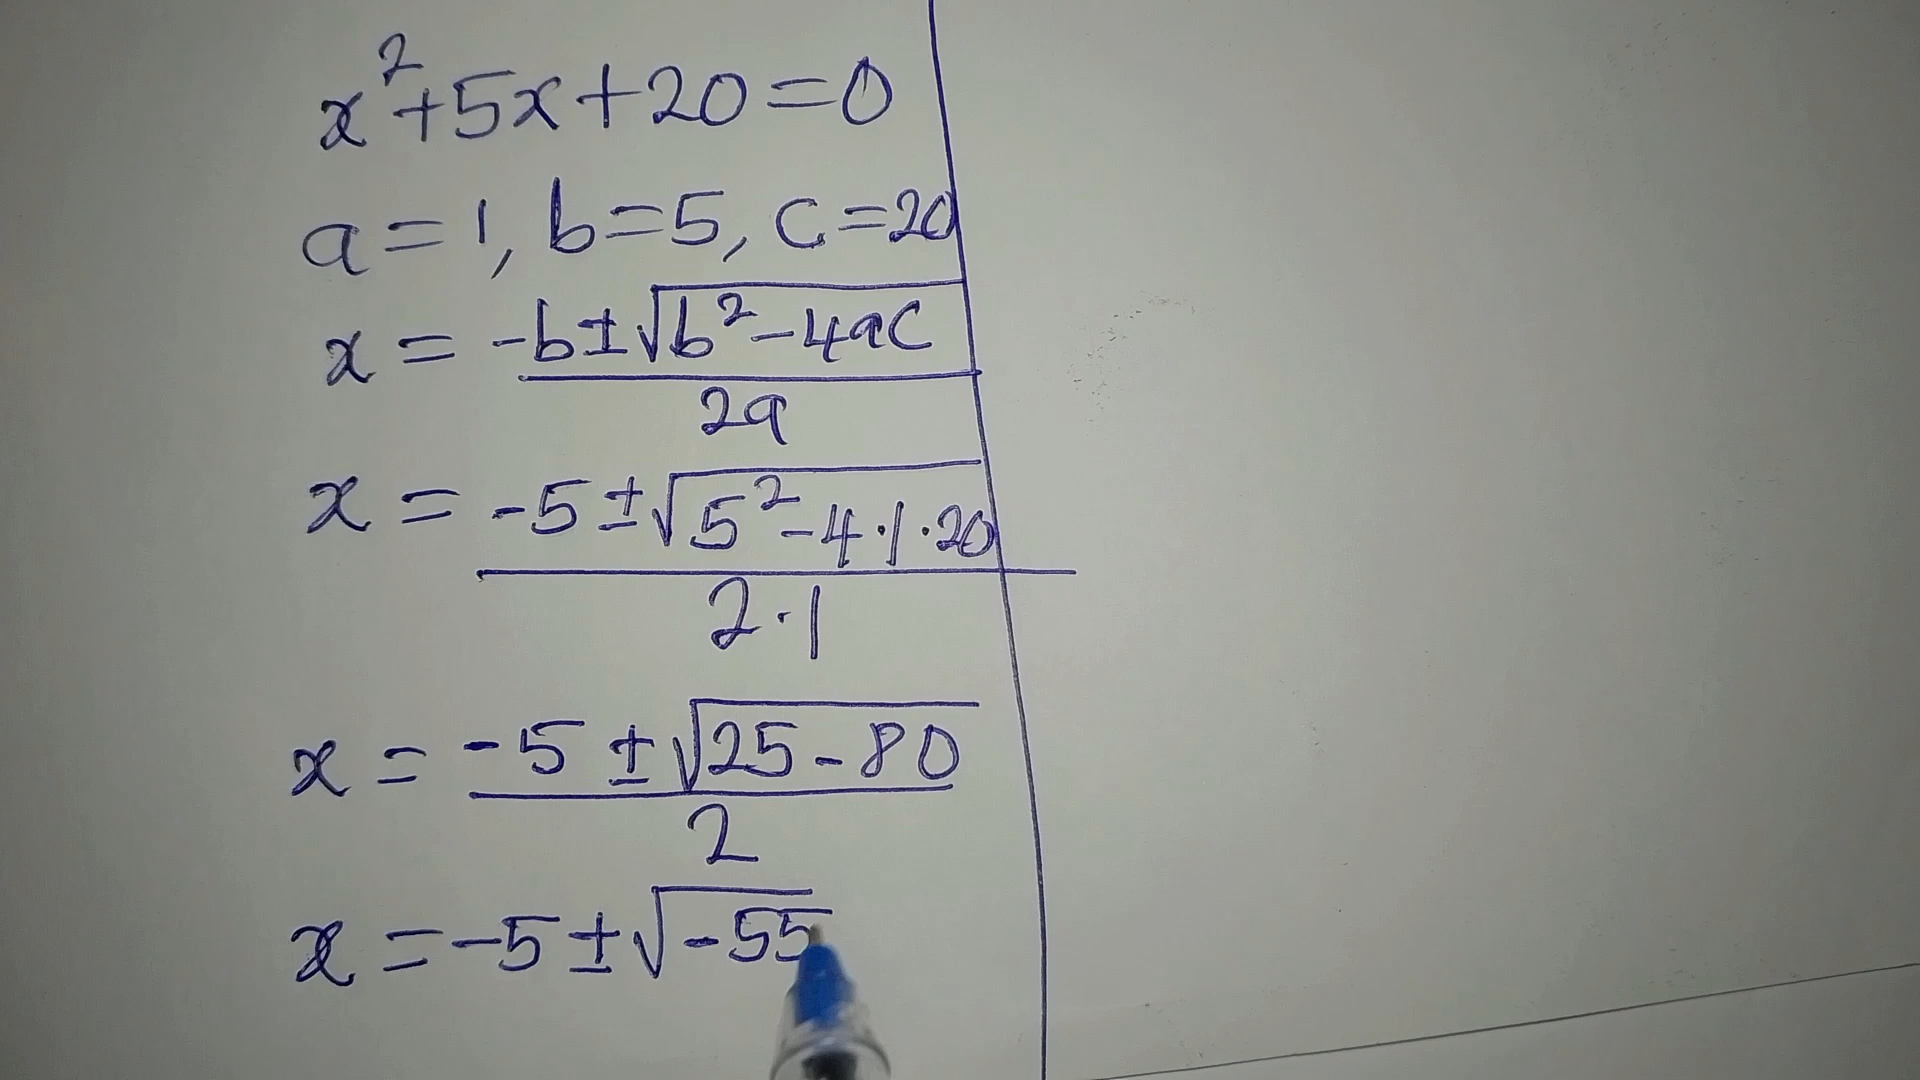 x²+5x+20=0
a=1, b=5, c=20
x = -b±√b²-4ac
2a
x = -5±√5²-4·1·20
2·1
x = -5±√25-80
2
x = -5±√-55